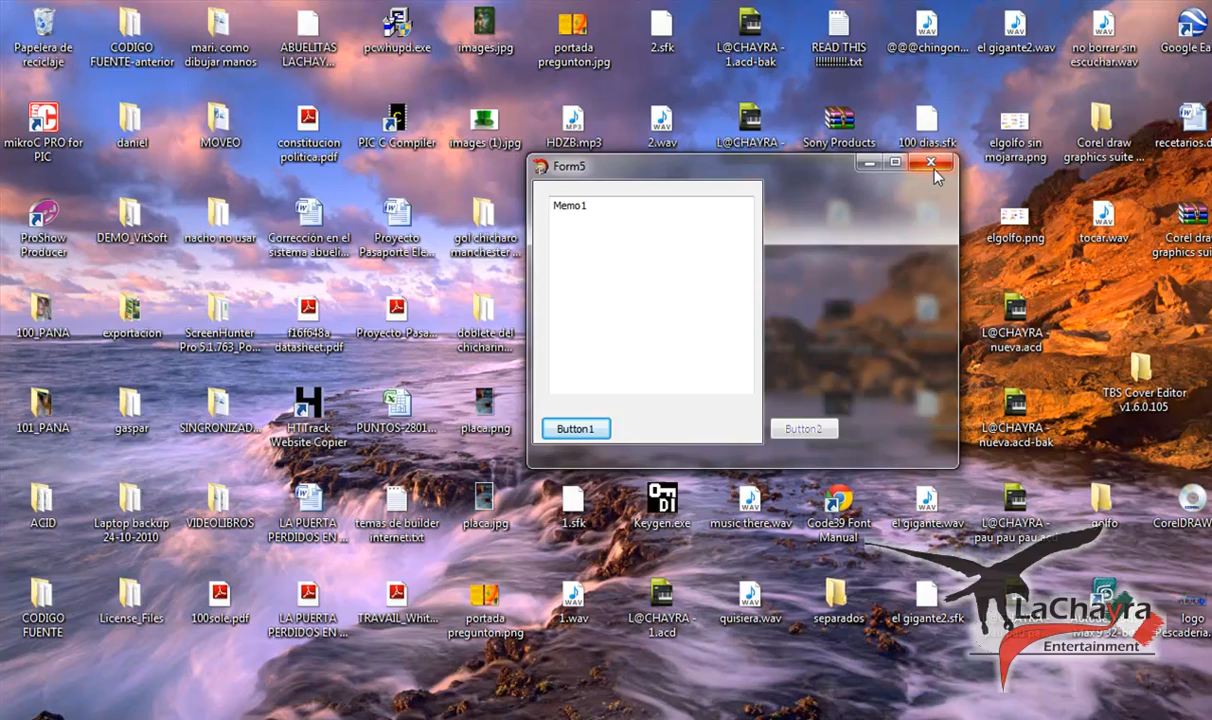 Papelera de
reciclaje
CODIGO
FUENTE-anterior
mari. como
dibujar manos
ABUELITAS
LACHAY...
pcwhupd.exe
images.jpg
portada
pregunton.jpg
2.sfk
L@CHAYRA -
1.acd-bak
READ THIS
!!!!!!!!!!!.txt
@@@chingon...
el gigante2.wav
no borrar sin
escuchar.wav
Google Ea
mikroC PRO for
PIC
daniel
MOVEO
constitucion
politica.pdf
PIC C Compiler
images (1).jpg
HDZB.mp3
2.wav
L@CHAYRA -
Sony Products
100 dias.sfk
elgolfo sin
mojarra.png
Corel draw
graphics suite ...
recetarios.d
Form5
Memo1
Button1
Button2
ProShow
Producer
DEMO_VitSoft
nacho no usar
Corrección en el
sistema abueli...
Proyecto
Pasaporte Ele...
gol chicharo
manchester ...
elgolfo.png
tocar.wav
Corel dra
graphics sui
100_PANA
exportacion
ScreenHunter
Pro 5.1.763_Po...
f16f648a_
datasheet.pdf
Proyecto_Pasa...
doblete del
chicharin...
L@CHAYRA -
nueva.acd
TBS Cover Editor
v1.6.0.105
101_PANA
gaspar
SINCRONIZAD...
HTTrack
Website Copier
PUNTOS-2801...
placa.png
L@CHAYRA -
nueva.acd-bak
ACID
Laptop backup
24-10-2010
VIDEOLIBROS
LA PUERTA
PERDIDOS EN ...
temas de builder
internet.txt
placa.jpg
1.sfk
Keygen.exe
music there.wav
Code39 Font
Manual
el gigante.wav
L@CHAYRA -
pau pau pau.acd
golfo
CorelDRAW
CODIGO
FUENTE
License_Files
100sole.pdf
LA PUERTA
PERDIDOS EN ...
TRAVAIL_Whit...
portada
pregunton.png
1.wav
L@CHAYRA -
1.acd
quisiera.wav
separados
el gigante2.sfk
logo
Pescaderia.
LaChayra
Entertainment